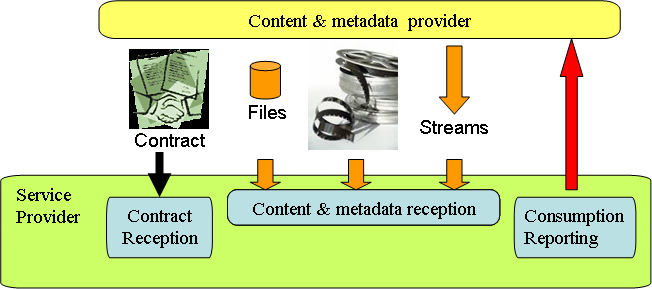 Content & metadata provider
Files
Streams
Contract
Service
Provider
Contract
Reception
Content & metadata reception
Consumption
Reporting